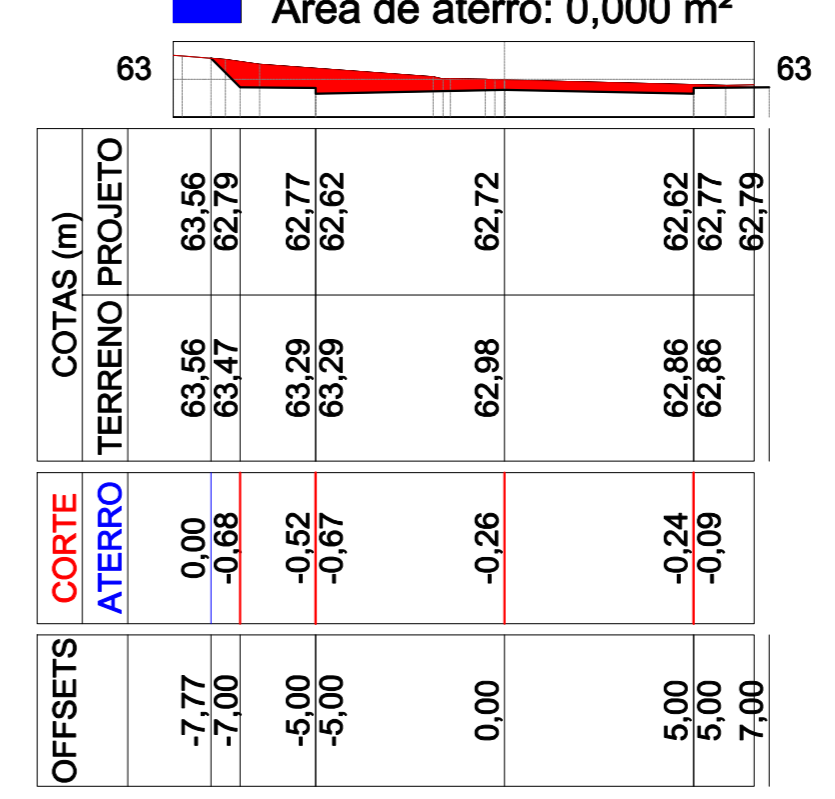 Área de aterro: 0,000 m²
63 63
COTAS (m)
PROJETO 63,56 62,79 62,77 62,62 62,72 62,62 62,77 62,79
TERRENO 63,56 63,47 63,29 63,29 62,98 62,86 62,86
CORTE
ATERRO 0,00 -0,68 -0,52 -0,67 -0,26 -0,24 -0,09
OFFSETS -7,77 -7,00 -5,00 -5,00 0,00 5,00 5,00 7,00